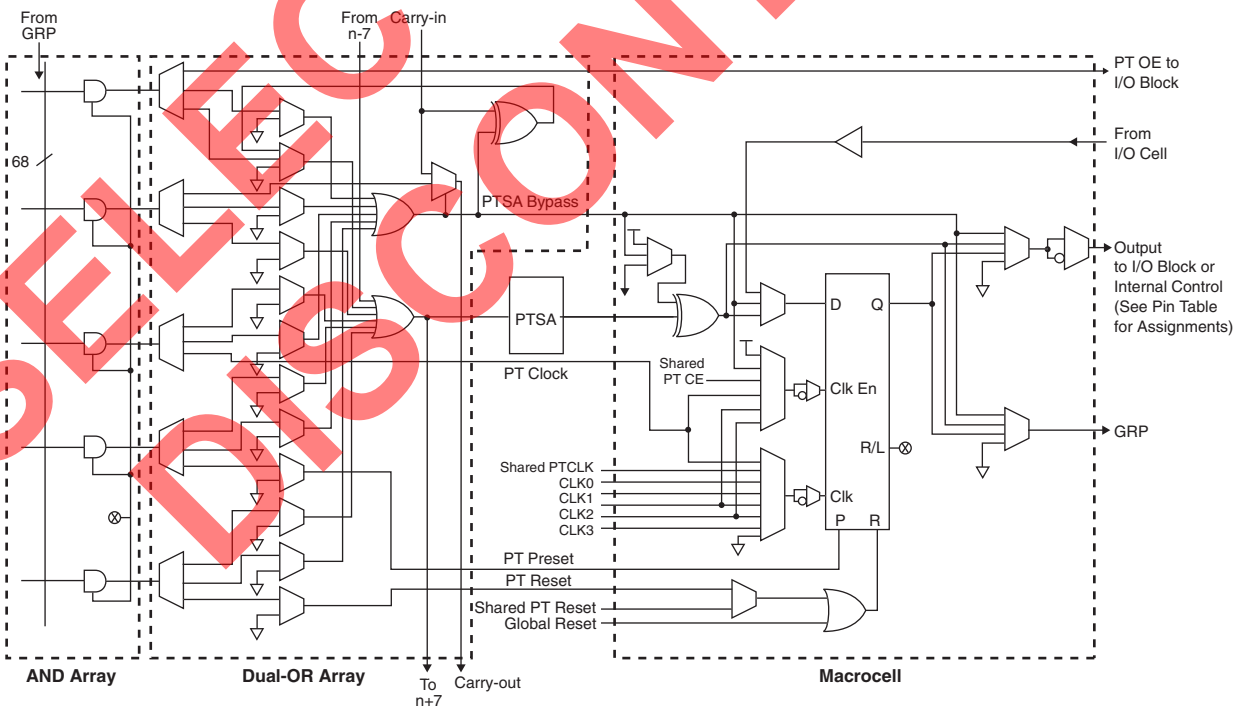 From
GRP
From
n-7
Carry-in
PT OE to
I/O Block
From
I/O Cell
68
PTSA Bypass
Output
to I/O Block or
Internal Control
(See Pin Table
for Assignments)
PTSA
D
Q
PT Clock
Shared
PT CE
Clk En
GRP
R/L
Shared PTCLK
CLK0
CLK1
CLK2
CLK3
Clk
P
R
PT Preset
PT Reset
Shared PT Reset
Global Reset
AND Array
Dual-OR Array
To
n+7
Carry-out
Macrocell
SELEC
DISCONT